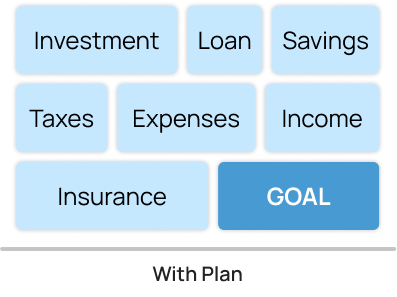 Investment Loan Savings
Taxes Expenses Income
Insurance GOAL
With Plan